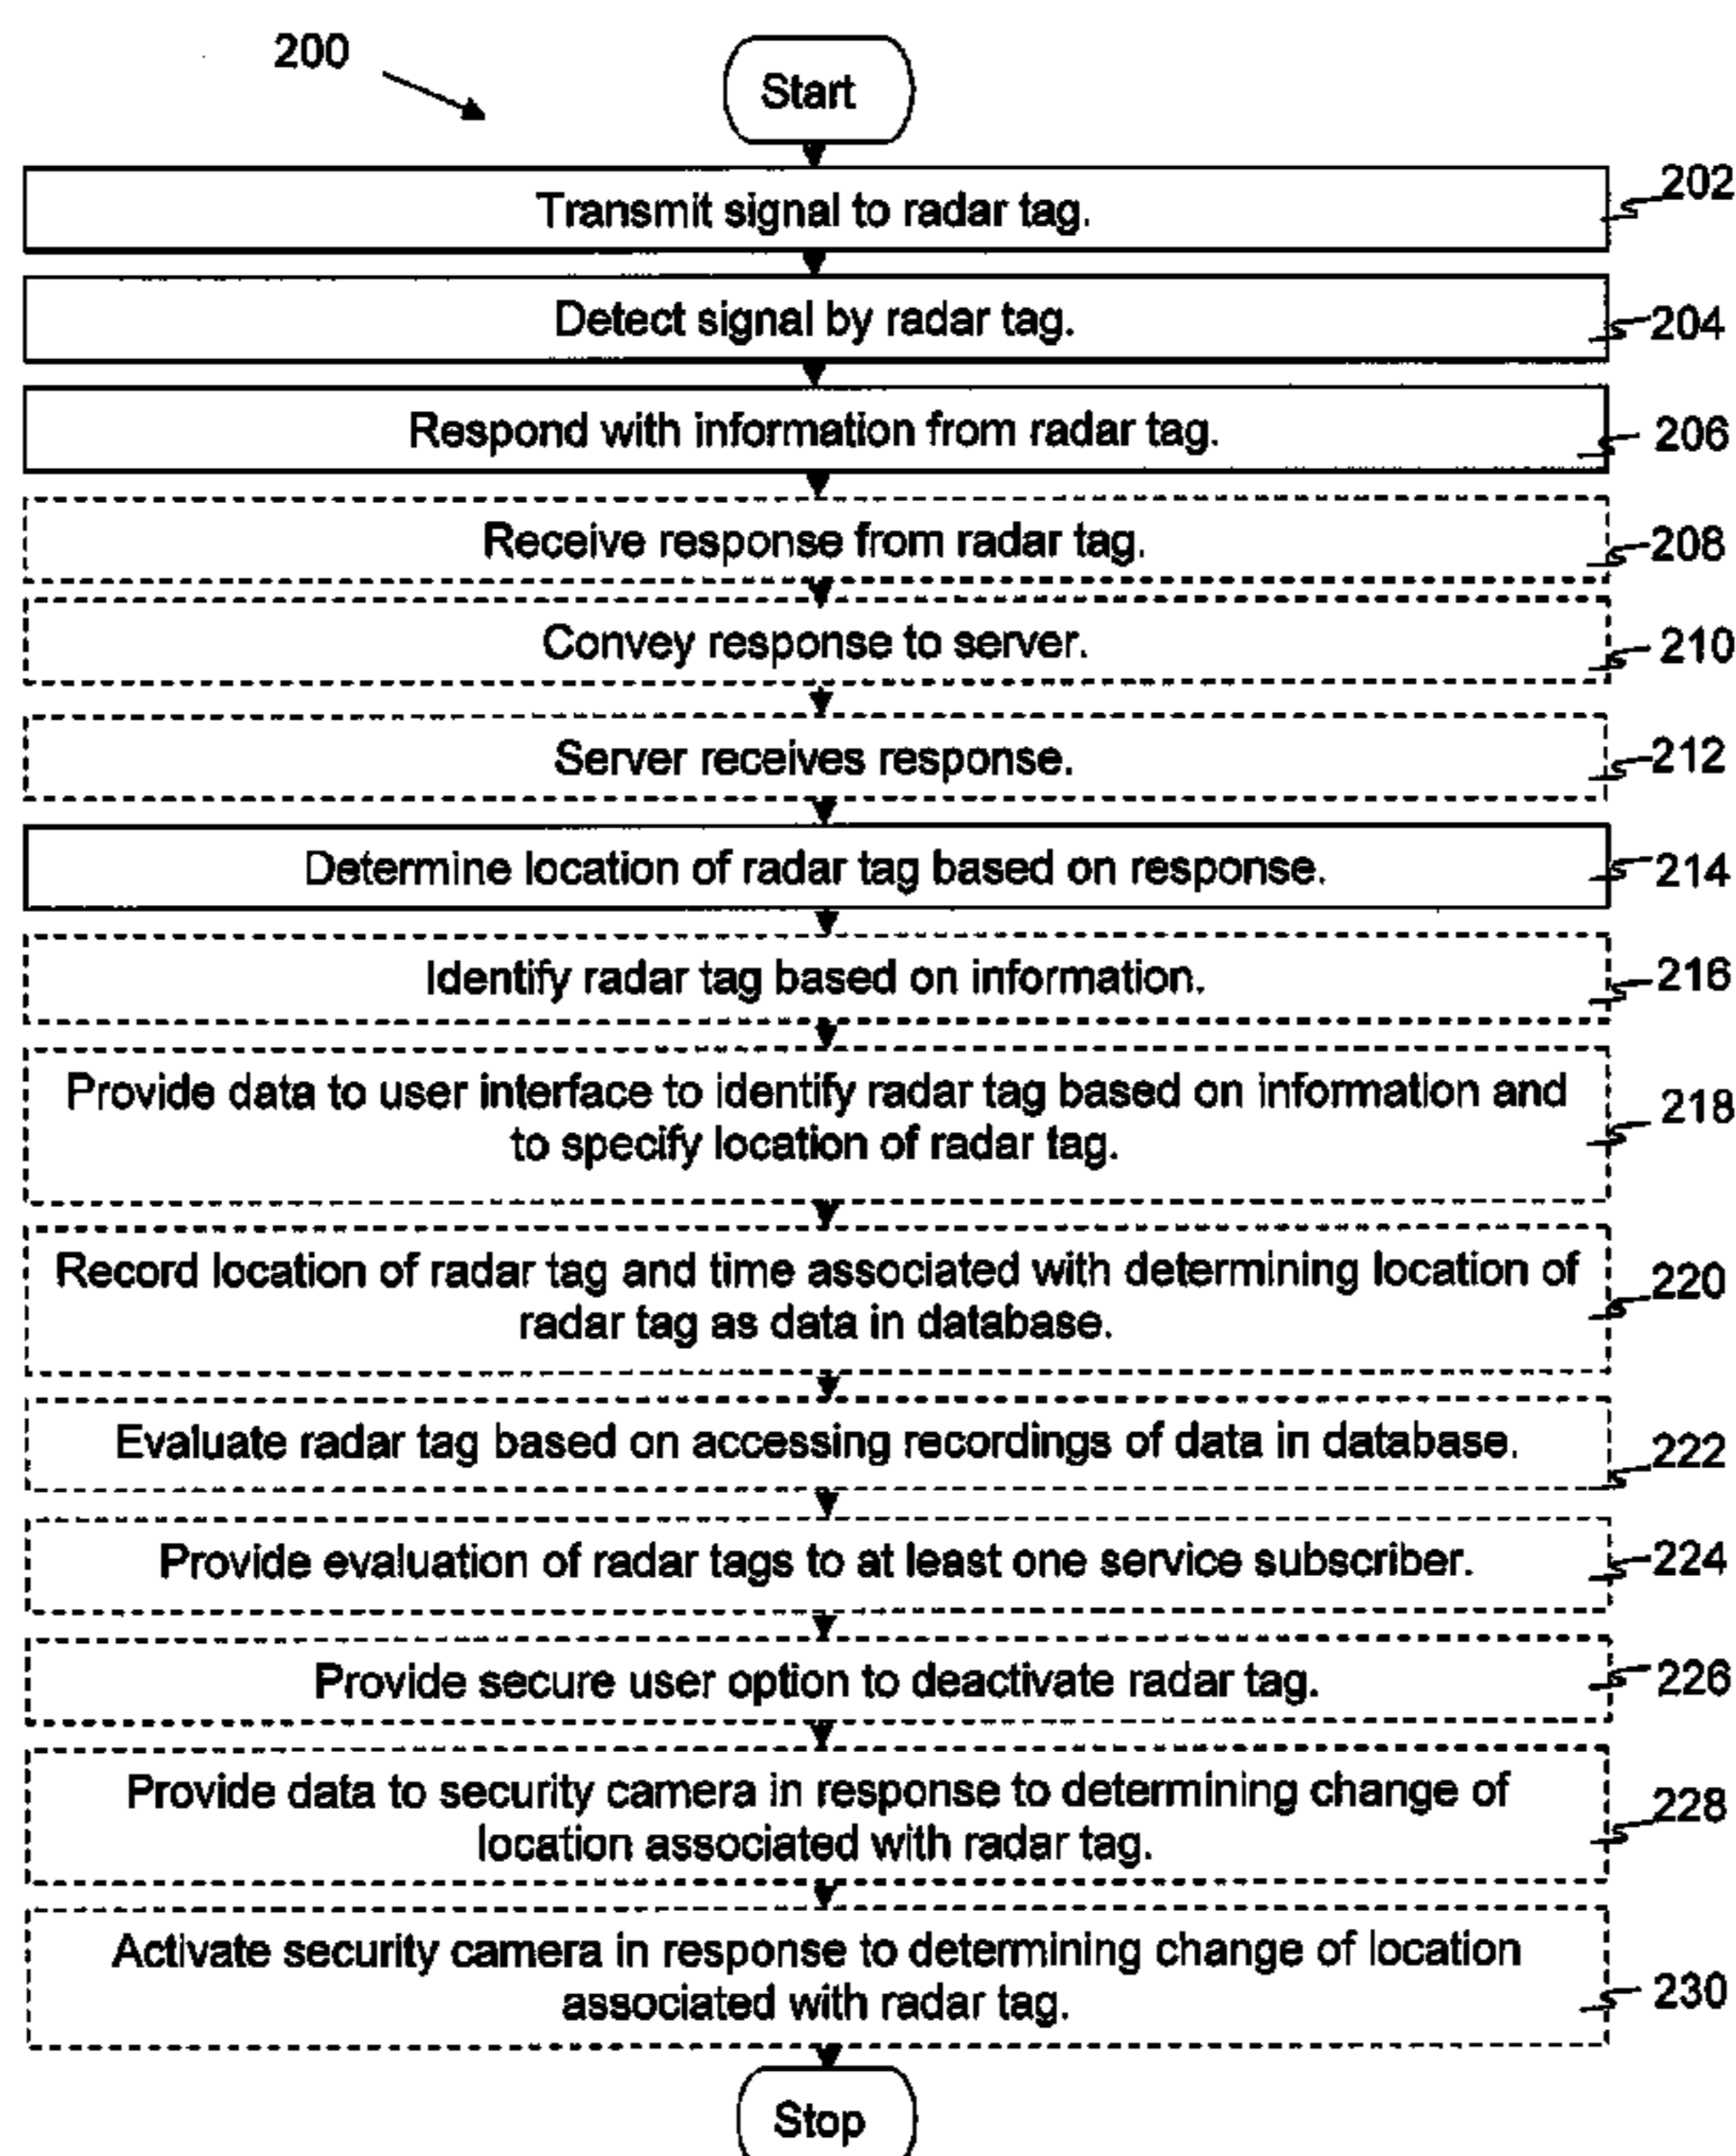 200
Start
Transmit signal to radar tag.
202
Detect signal by radar tag.
204
Respond with information from radar tag.
206
Receive response from radar tag.
208
Convey response to server.
210
Server receives response.
212
Determine location of radar tag based on response.
214
Identify radar tag based on information.
216
Provide data to user interface to identify radar tag based on information and
to specify location of radar tag.
218
Record location of radar tag and time associated with determining location of
radar tag as data in database.
220
Evaluate radar tag based on accessing recordings of data in database.
222
Provide evaluation of radar tags to at least one service subscriber.
224
Provide secure user option to deactivate radar tag.
226
Provide data to security camera in response to determining change of
location associated with radar tag.
228
Activate security camera in response to determining change of location
associated with radar tag.
230
Stop